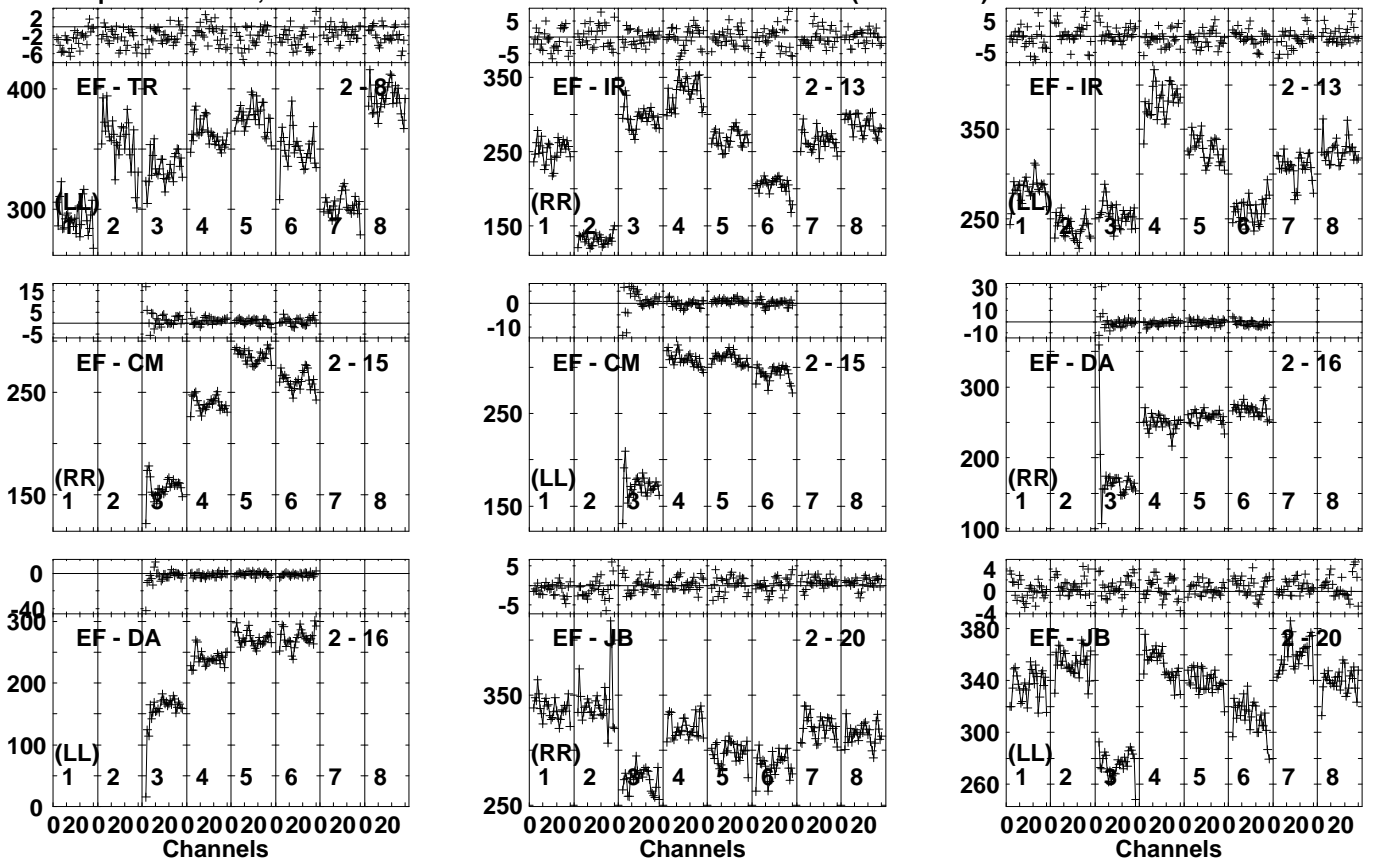 2
-2
-6
EF - TR 2 - 8
400
300
(LL)
1 2 3 4 5 6 7 8
5
-5
EF - IR 2 - 13
350
250
150
(RR)
1 2 3 4 5 6 7 8
5
-5
EF - IR 2 - 13
350
250
(LL)
1 2 3 4 5 6 7 8
15
5
-5
EF - CM 2 - 15
250
150
(RR)
1 2 3 4 5 6 7 8
0
-10
EF - CM 2 - 15
250
150
(LL)
1 2 3 4 5 6 7 8
30
10
-10
EF - DA 2 - 16
300
200
100
(RR)
1 2 3 4 5 6 7 8
0
-40
300
EF - DA 2 - 16
200
100
0
(LL)
1 2 3 4 5 6 7 8
0 20 0 20 0 20 0 20 0 20 0 20 0 20 0 20
Channels
5
-5
EF - JB 2 - 20
350
250
(RR)
1 2 3 4 5 6 7 8
0 20 0 20 0 20 0 20 0 20 0 20 0 20 0 20
Channels
4
0
-4
380
EF - JB 2 - 20
340
300
260
(LL)
1 2 3 4 5 6 7 8
0 20 0 20 0 20 0 20 0 20 0 20 0 20 0 20
Channels